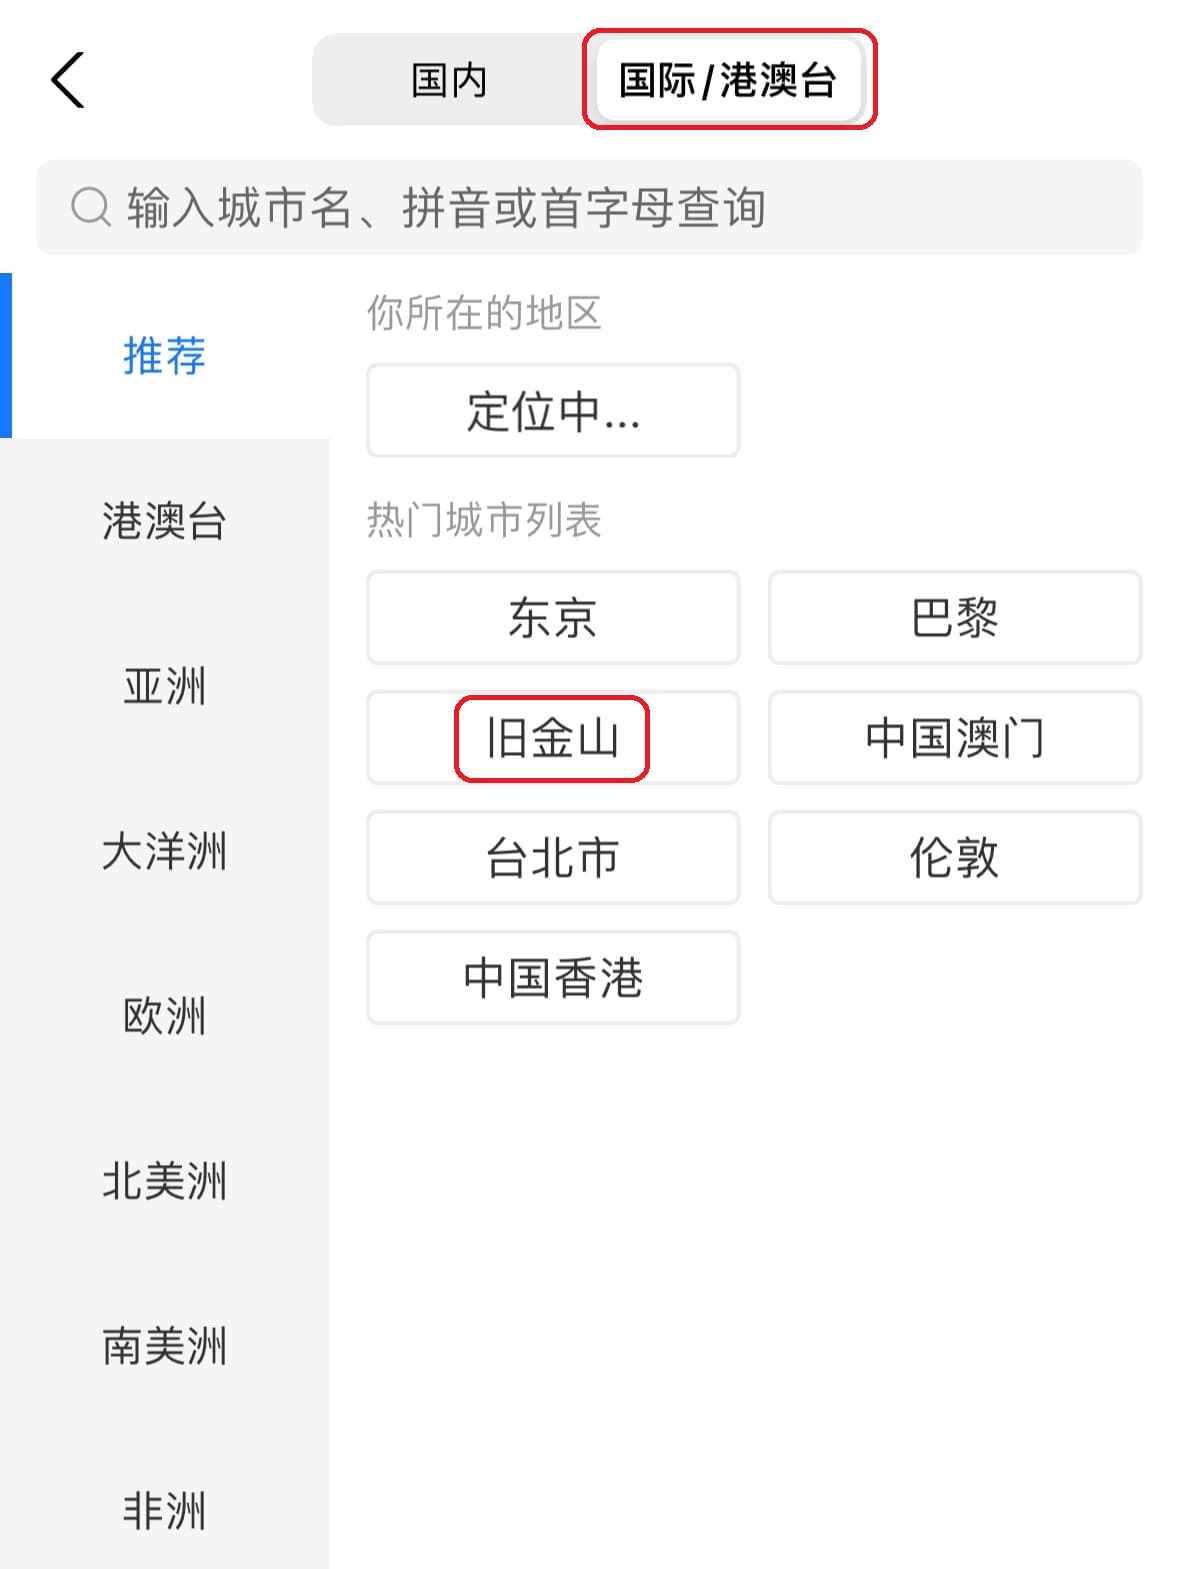 国内 国际/港澳台
输入城市名、拼音或首字母查询
推荐
港澳台
亚洲
大洋洲
欧洲
北美洲
南美洲
非洲
你所在的地区
定位中...
热门城市列表
东京 巴黎
旧金山 中国澳门
台北市 伦敦
中国香港